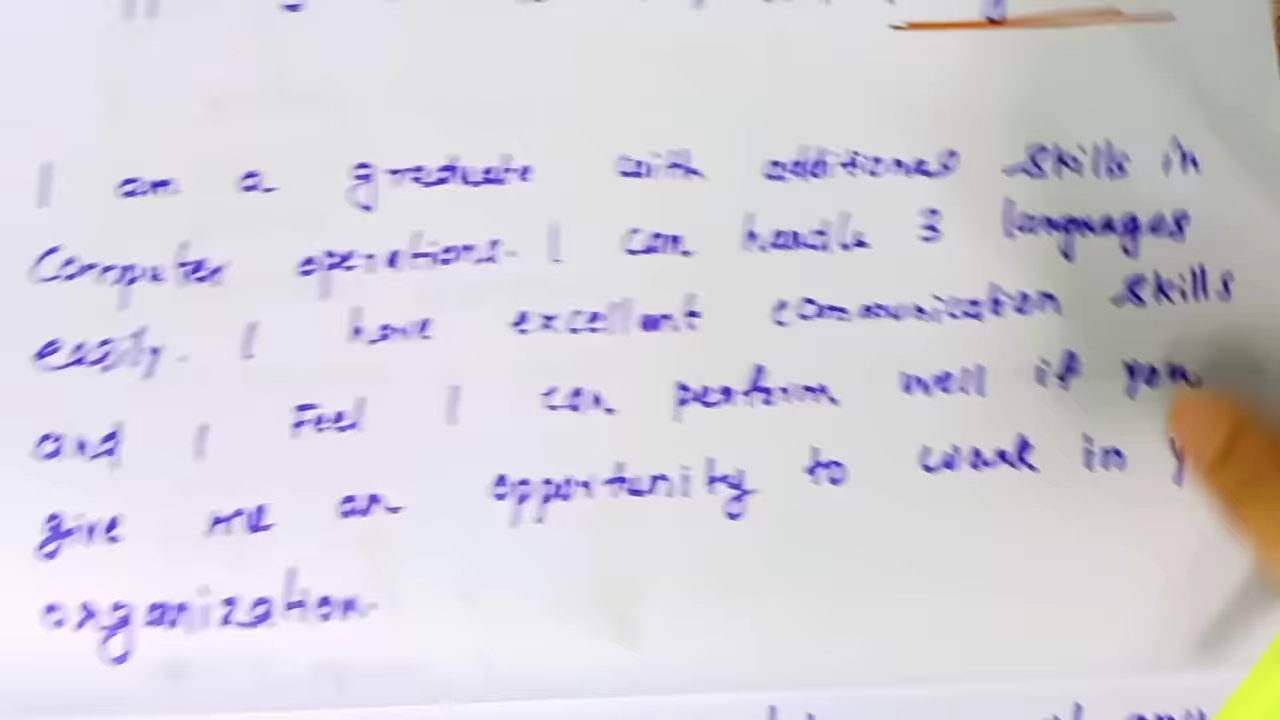 I am a graduate with additional skills in
Computer operations. I can handle 3 languages
easily. I have excellent communication skills
and I Feel I can perform well if you
give me an opportunity to work in
organization.